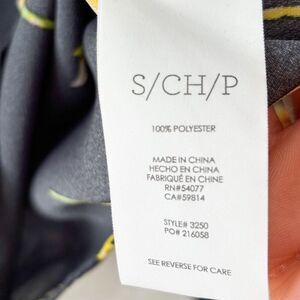 S/CH/P
100% POLYESTER
MADE IN CHINA
HECHO EN CHINA
FABRIQUÉ EN CHINE
RN#54077
CA#59814
STYLE# 3250
PO# 216058
SEE REVERSE FOR CARE